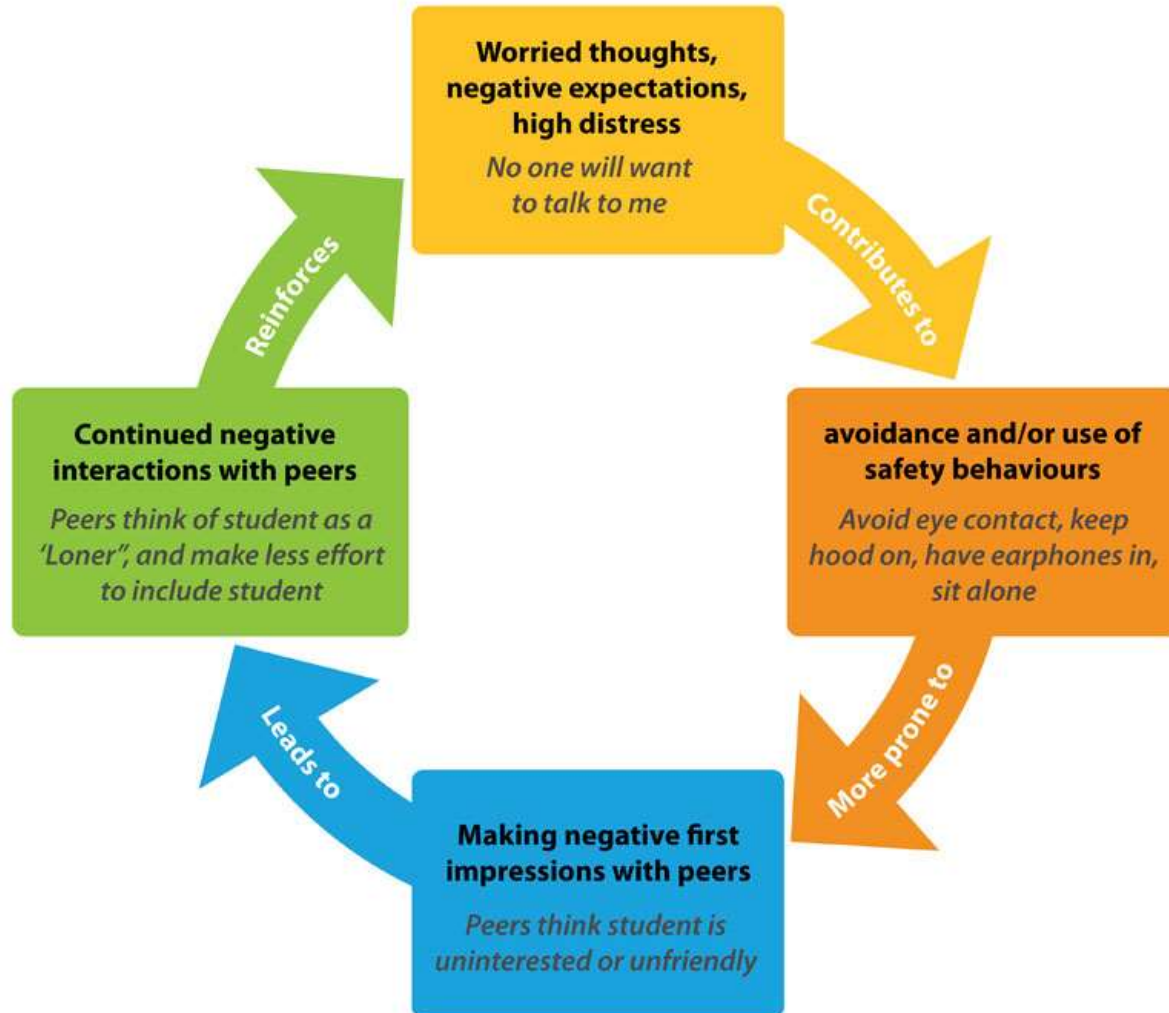 Worried thoughts,
negative expectations,
high distress
No one will want
to talk to me
Contributes to
avoidance and/or use of
safety behaviours
Avoid eye contact, keep
hood on, have earphones in,
sit alone
More prone to
Making negative first
impressions with peers
Peers think student is
uninterested or unfriendly
Leads to
Continued negative
interactions with peers
Peers think of student as a
‘Loner”, and make less effort
to include student
Reinforces